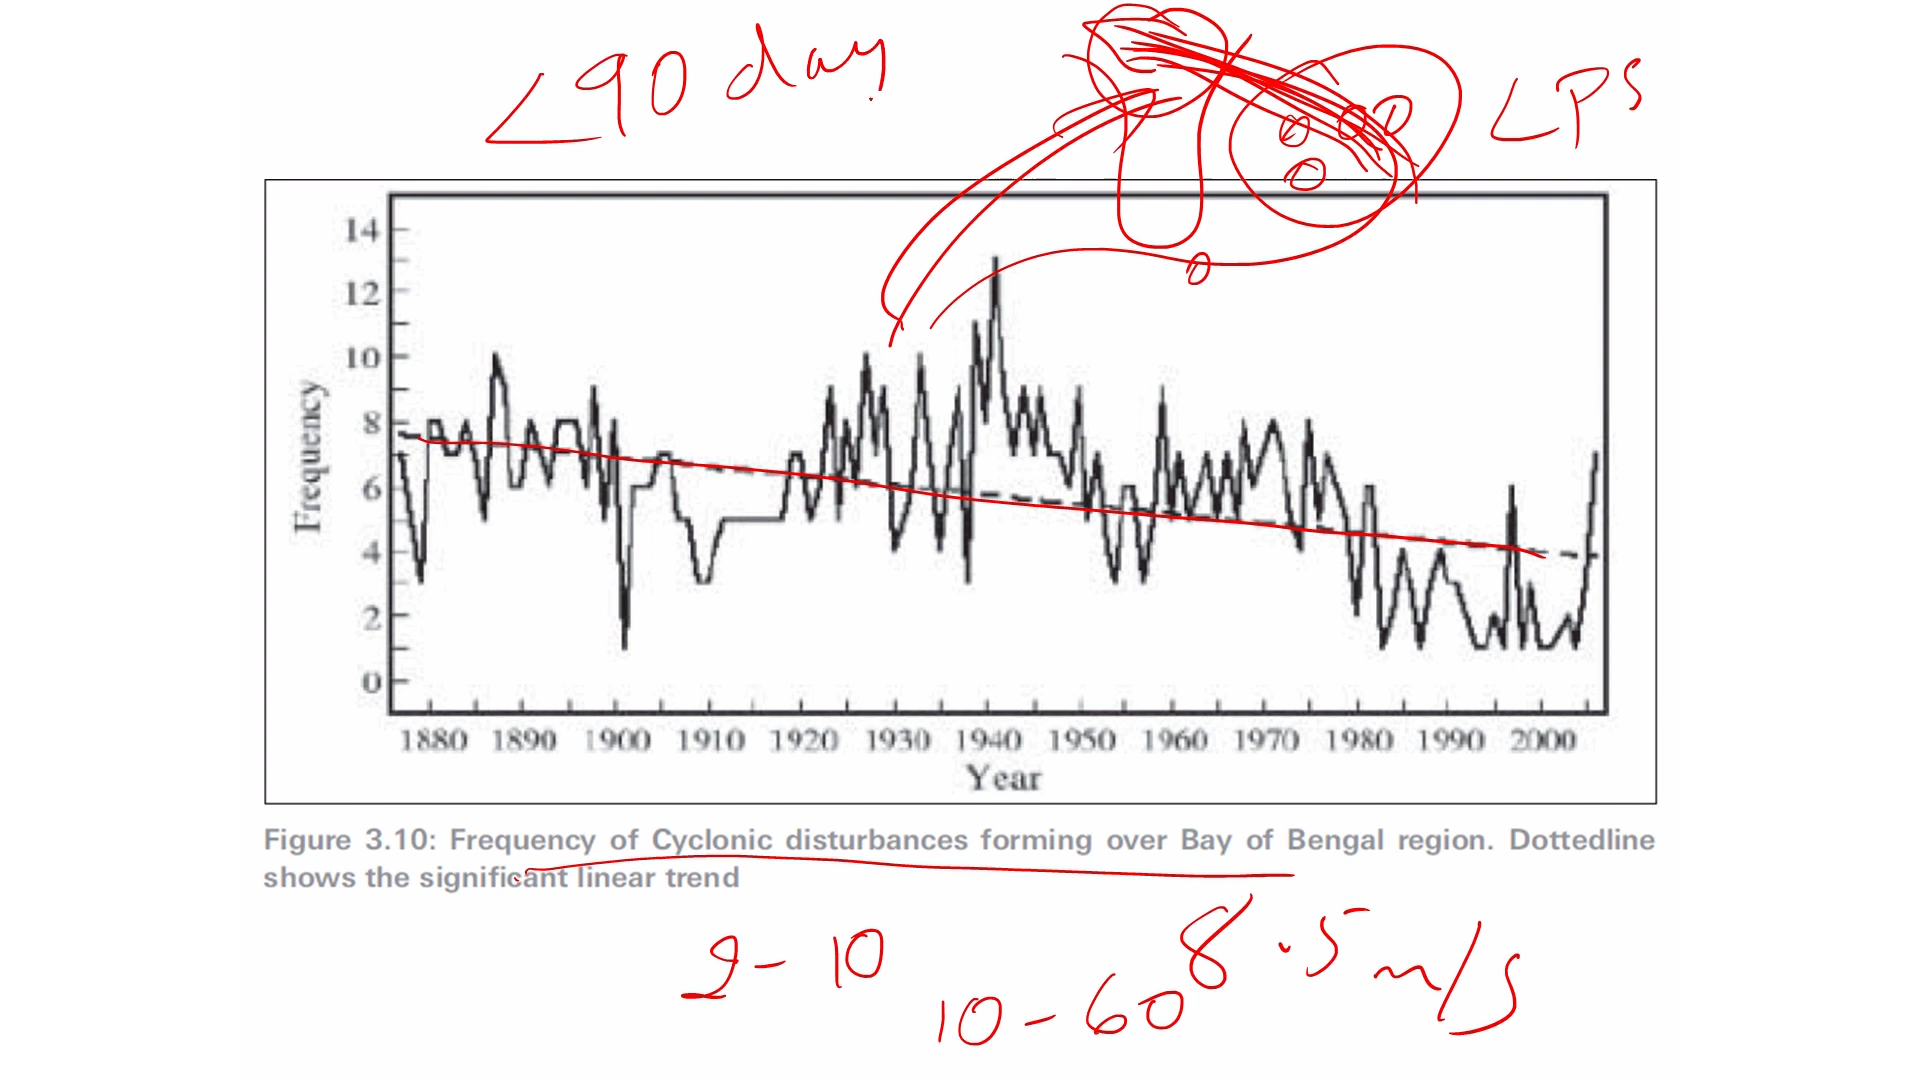 <90 day
LPS
14
12
10
8
6
4
2
0
Frequency
1880 1890 1900 1910 1920 1930 1940 1950 1960 1970 1980 1990 2000
Year
Figure 3.10: Frequency of Cyclonic disturbances forming over Bay of Bengal region. Dottedline
shows the significant linear trend
2-10
10-60
8.5 m/s